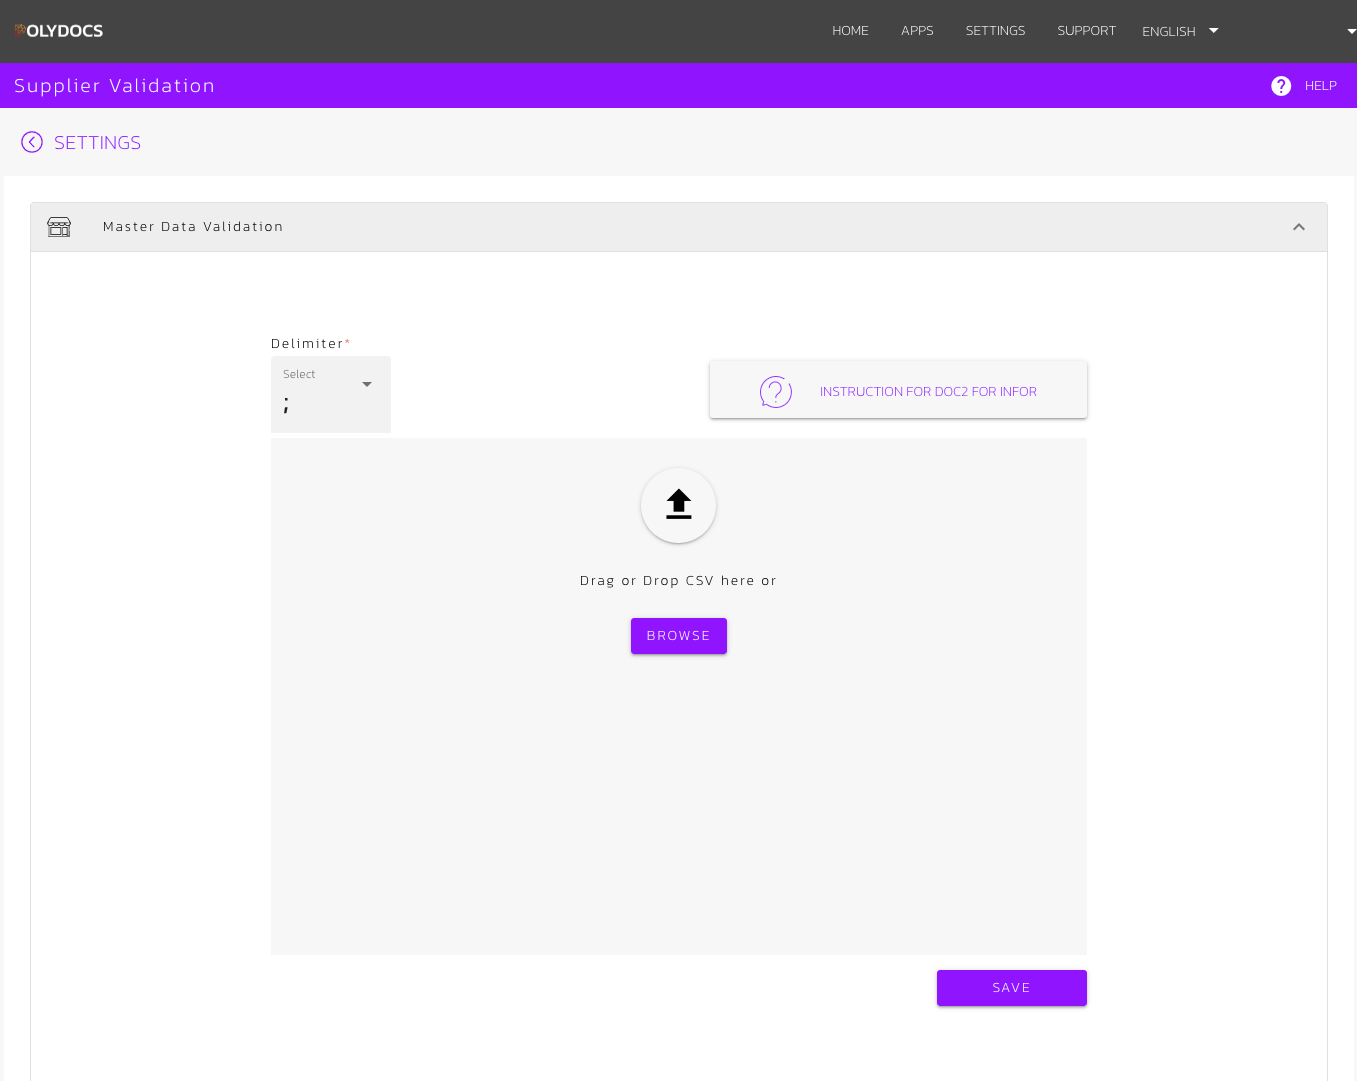 POLYDOCS
HOME APPS SETTINGS SUPPORT ENGLISH
Supplier Validation
HELP
SETTINGS
Master Data Validation
Delimiter*
Select
;
INSTRUCTION FOR DOC2 FOR INFOR
Drag or Drop CSV here or
BROWSE
SAVE